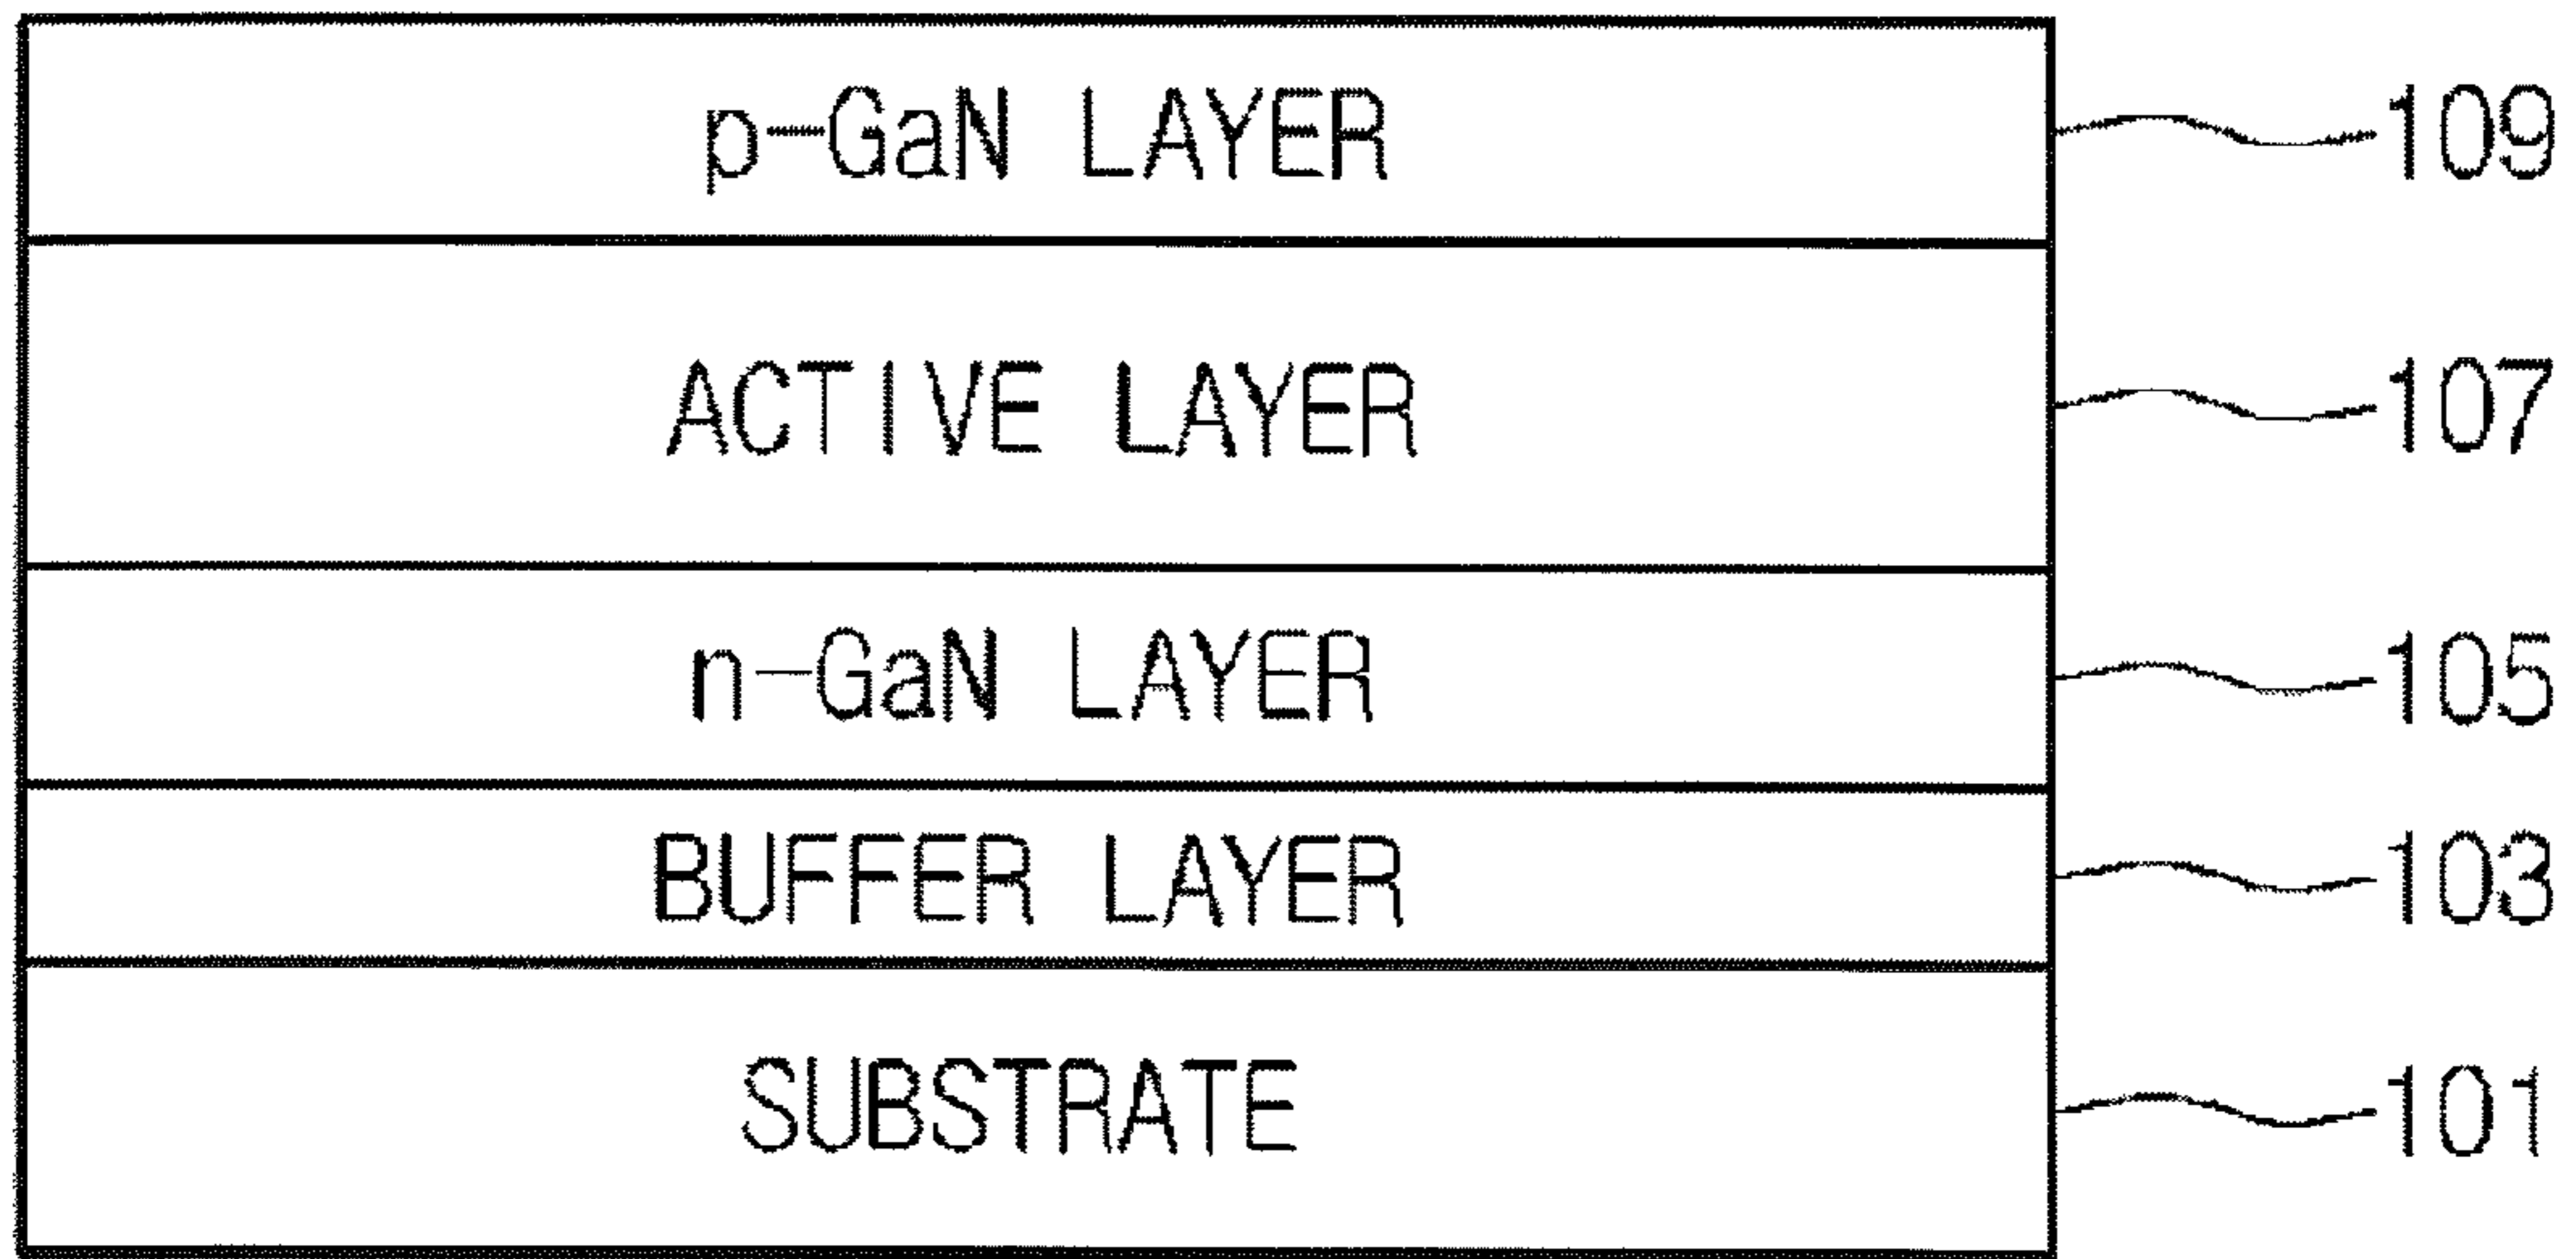 p-GaN LAYER 109
ACTIVE LAYER 107
n-GaN LAYER 105
BUFFER LAYER 103
SUBSTRATE 101